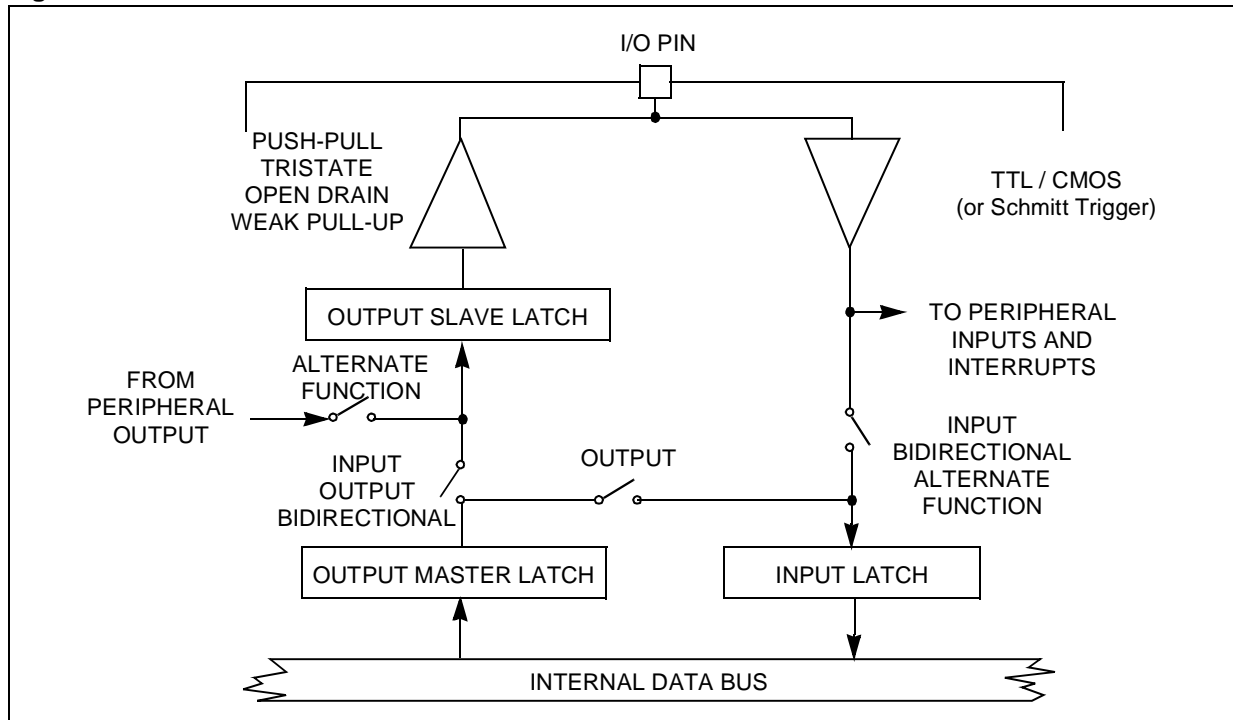 I/O PIN
PUSH-PULL
TRISTATE
OPEN DRAIN
WEAK PULL-UP
TTL / CMOS
(or Schmitt Trigger)
OUTPUT SLAVE LATCH
TO PERIPHERAL
INPUTS AND
INTERRUPTS
ALTERNATE
FUNCTION
FROM
PERIPHERAL
OUTPUT
INPUT
OUTPUT
BIDIRECTIONAL
OUTPUT
INPUT
BIDIRECTIONAL
ALTERNATE
FUNCTION
OUTPUT MASTER LATCH
INPUT LATCH
INTERNAL DATA BUS